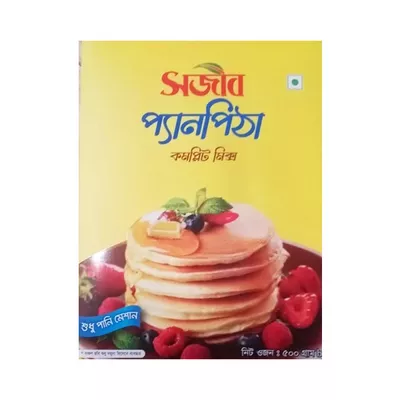 সজীব
প্যানপিঠা
কমপ্লিট মিক্স
শুধু পানি মেশান
নিট ওজন : ৫০০ গ্রাম